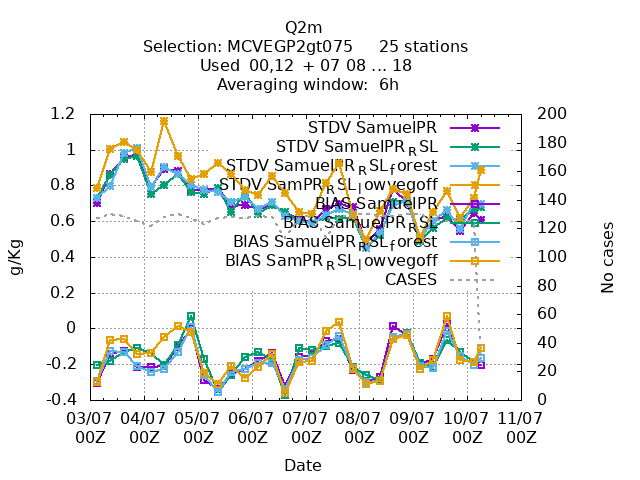 Q2m
Selection: MCVEGP2gt075 25 stations
Used 00,12 + 07 08 ... 18
Averaging window: 6h
1.2
1
0.8
0.6
0.4
0.2
0
-0.2
-0.4
g/Kg
200
180
160
140
120
100
80
60
40
20
0
No cases
STDV SamuelPR
STDV SamuelPR_RSL
STDV SamuelPR_RSL_forest
STDV SamPR_RSL_lowvegoff
BIAS SamuelPR
BIAS SamuelPR_RSL
BIAS SamuelPR_RSL_forest
BIAS SamPR_RSL_lowvegoff
CASES
03/07 04/07 05/07 06/07 07/07 08/07 09/07 10/07 11/07
00Z 00Z 00Z 00Z 00Z 00Z 00Z 00Z 00Z
Date